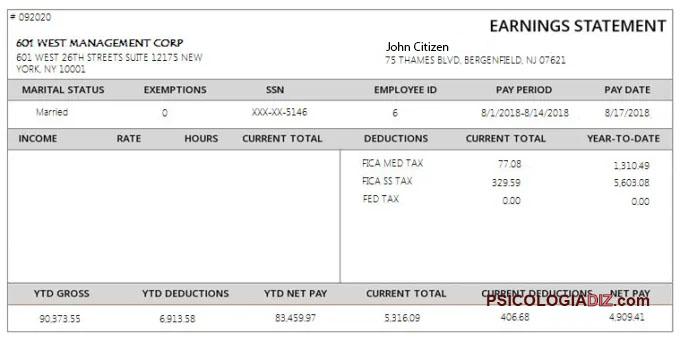 # 092020
EARNINGS STATEMENT
601 WEST MANAGEMENT CORP
601 WEST 26TH STREETS SUITE 12175 NEW
YORK, NY 10001
John Citizen
75 THAMES BLVD, BERGENFIELD, NJ 07621
MARITAL STATUS EXEMPTIONS SSN EMPLOYEE ID PAY PERIOD PAY DATE
Married 0 XXX-XX-5146 6 8/1/2018-8/14/2018 8/17/2018
INCOME RATE HOURS CURRENT TOTAL DEDUCTIONS CURRENT TOTAL YEAR-TO-DATE
FICA MED TAX 77.08 1,310.49
FICA SS TAX 329.59 5,603.08
FED TAX 0.00 0.00
YTD GROSS YTD DEDUCTIONS YTD NET PAY CURRENT TOTAL CURRENT DEDUCTIONS NET PAY
PSICOLOGIADIZ.com
90,373.55 6,913.58 83,459.97 5,316.09 406.68 4,909.41